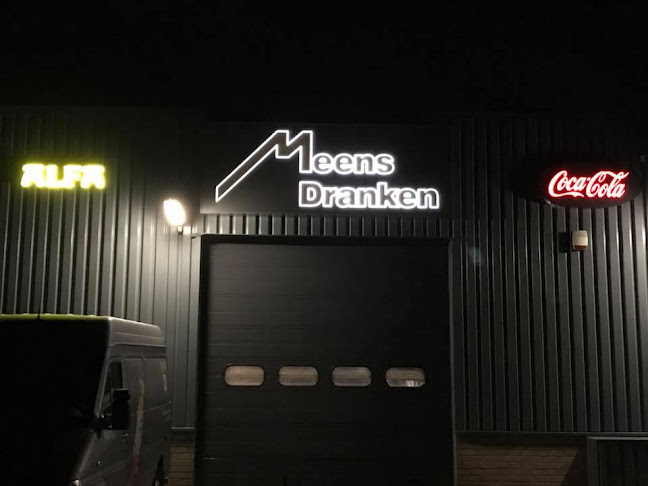 ALFA
Meens
Dranken
Coca-Cola